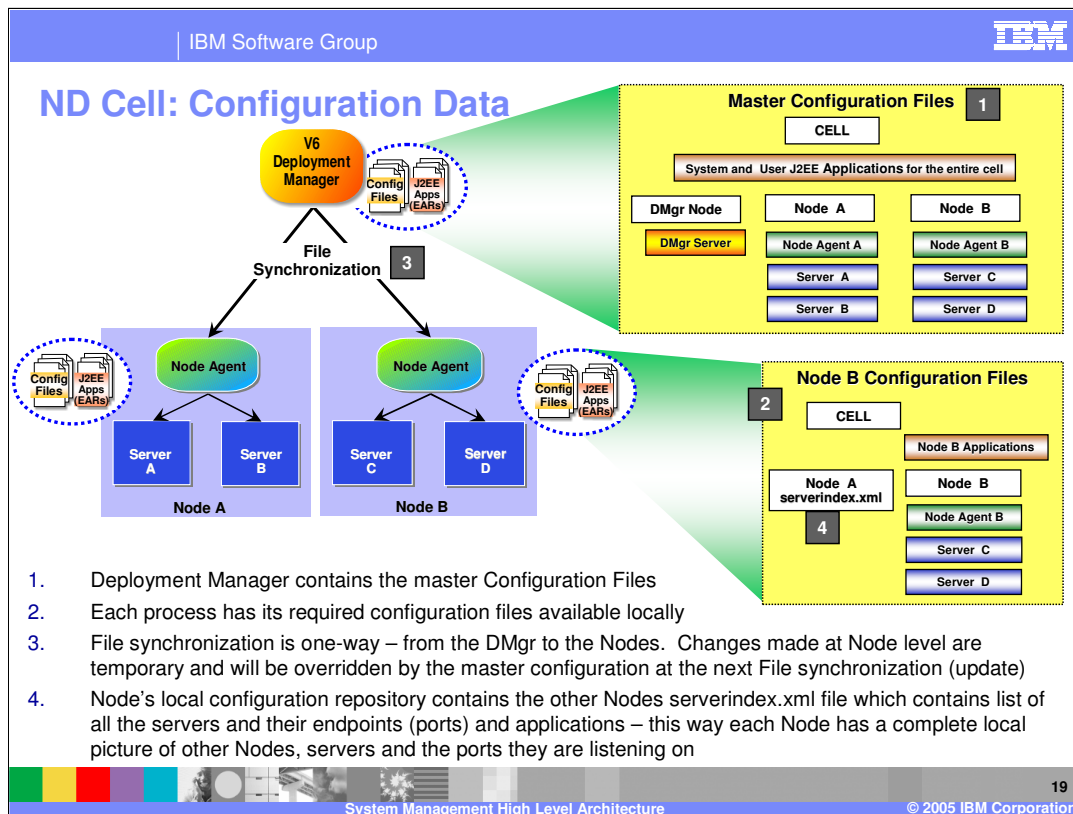 IBM Software Group
IBM
ND Cell: Configuration Data
V6
Deployment
Manager
Config
Files
J2EE
Apps
(EARs)
File
Synchronization
3
Master Configuration Files
1
CELL
System and User J2EE Applications for the entire cell
DMgr Node
Node A
Node B
DMgr Server
Node Agent A
Node Agent B
Server A
Server C
Server B
Server D
Config
Files
J2EE
Apps
(EARs)
Node Agent
Node Agent
Config
Files
J2EE
Apps
(EARs)
Server
A
Server
B
Server
C
Server
D
Node A
Node B
Node B Configuration Files
2
CELL
Node B Applications
Node A
serverindex.xml
Node B
4
Node Agent B
Server C
Server D
1. Deployment Manager contains the master Configuration Files
2. Each process has its required configuration files available locally
3. File synchronization is one-way – from the DMgr to the Nodes. Changes made at Node level are
temporary and will be overridden by the master configuration at the next File synchronization (update)
4. Node's local configuration repository contains the other Nodes serverindex.xml file which contains list of
all the servers and their endpoints (ports) and applications – this way each Node has a complete local
picture of other Nodes, servers and the ports they are listening on
19
System Management High Level Architecture
© 2005 IBM Corporation